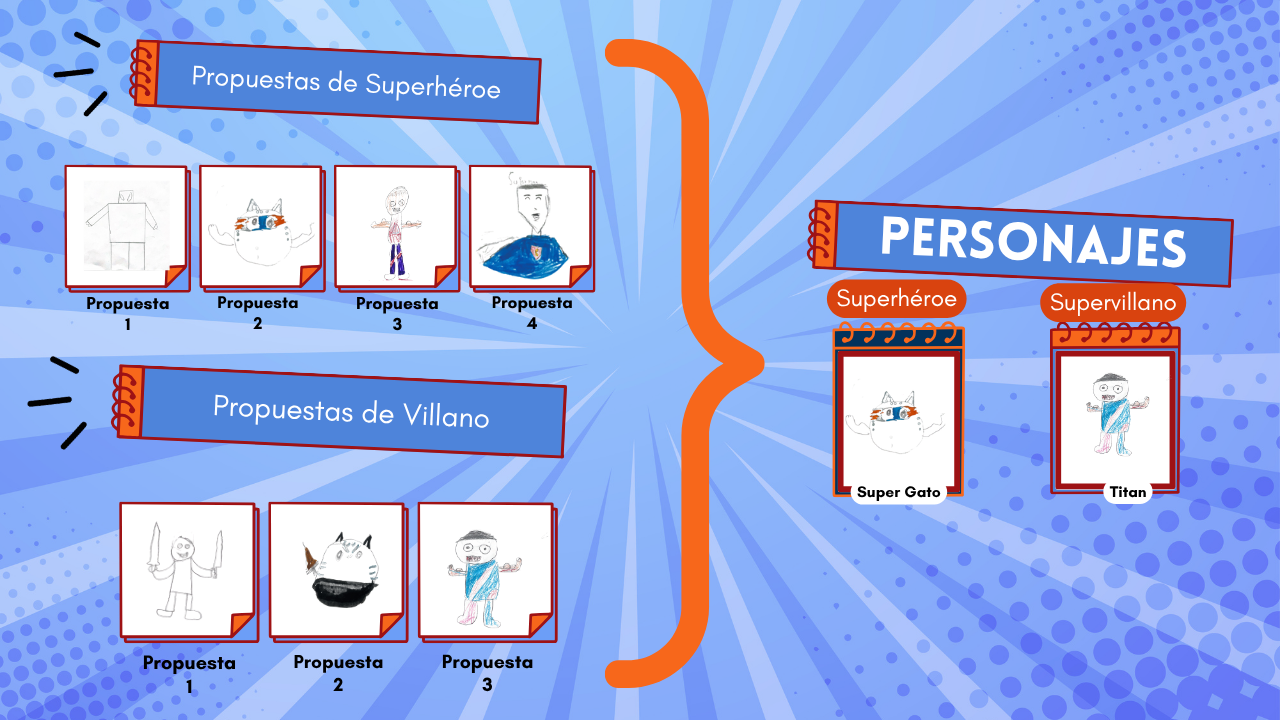 Propuestas de Superhéroe
Propuesta
1
Propuesta
2
Propuesta
3
Propuesta
4
Propuestas de Villano
Propuesta
1
Propuesta
2
Propuesta
3
PERSONAJES
Superhéroe
Supervillano
Super Gato
Titan